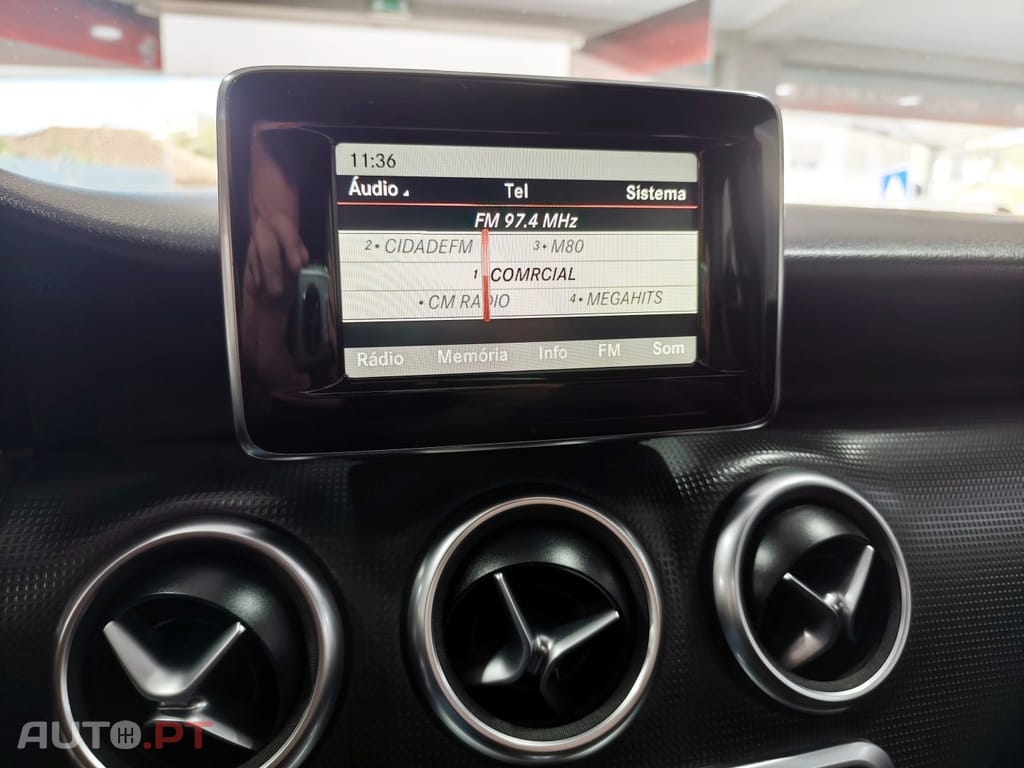 11:36
Áudio Tel Sistema
FM 97.4 MHz
2• CIDADEFM 3• M80
1 COMRCIAL
• CM RADIO 4• MEGAHITS
Rádio Memória Info FM Som
AUTO.PT